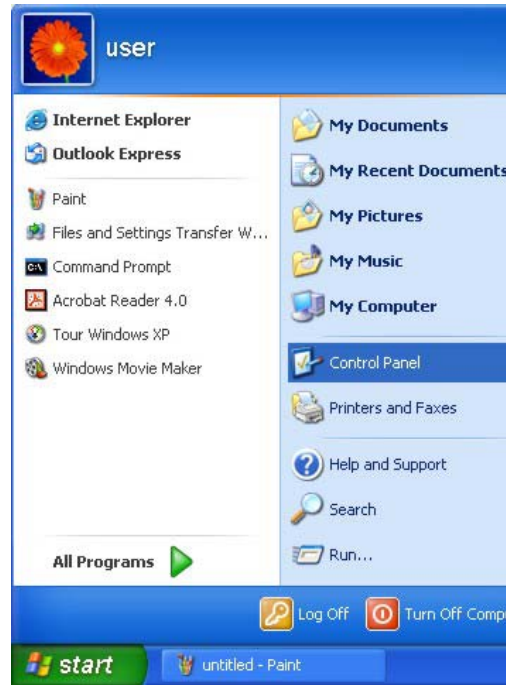 user
Internet Explorer
Outlook Express
Paint
Files and Settings Transfer W...
Command Prompt
Acrobat Reader 4.0
Tour Windows XP
Windows Movie Maker
All Programs
My Documents
My Recent Documents
My Pictures
My Music
My Computer
Control Panel
Printers and Faxes
Help and Support
Search
Run...
Log Off
Turn Off Comp
start
untitled - Paint